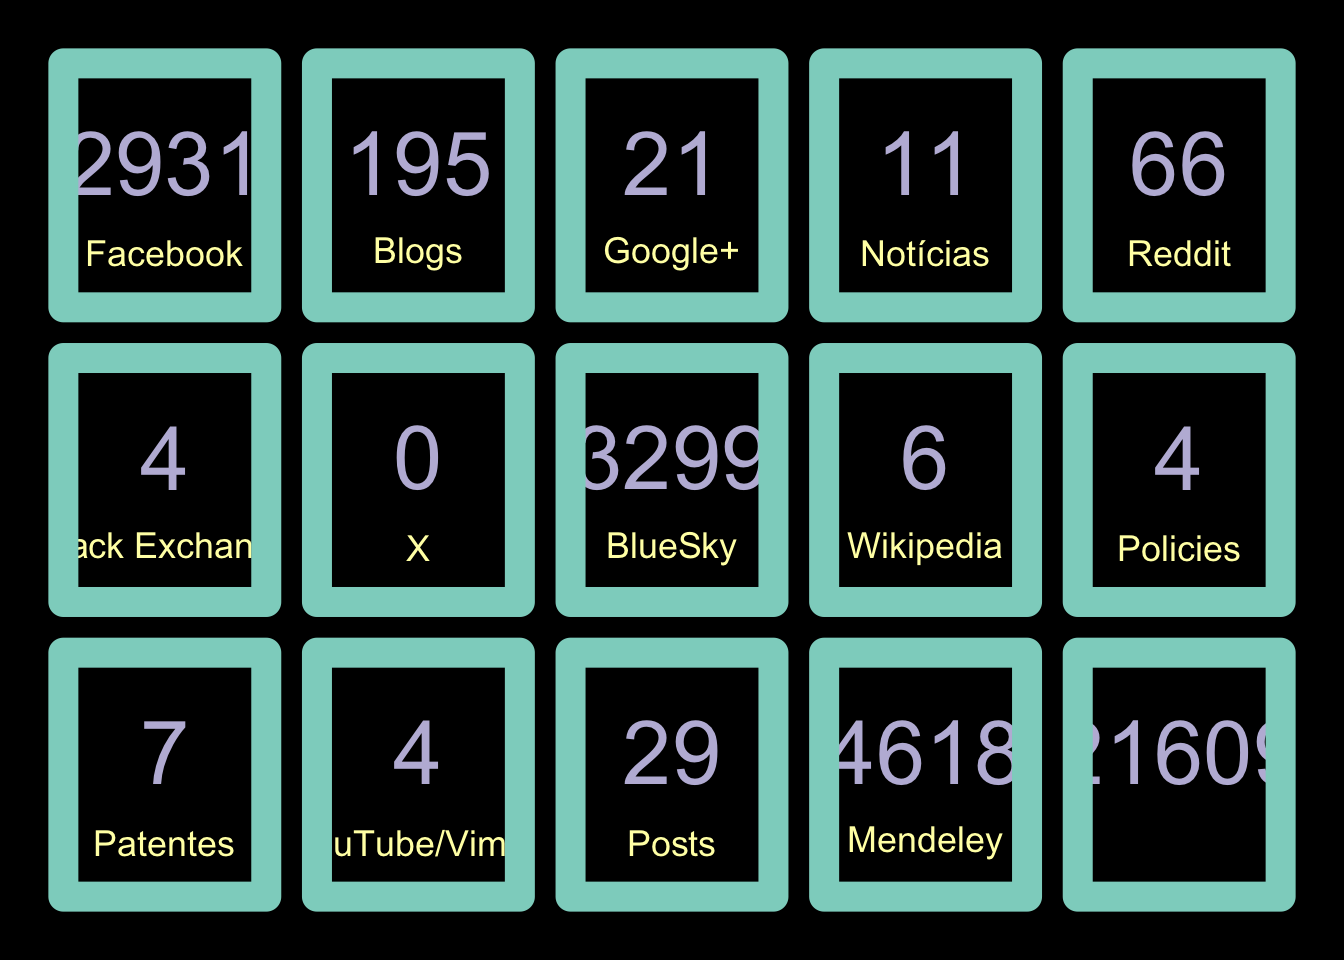 2931
Facebook
195
Blogs
21
Google+
11
Notícias
66
Reddit
4
ack Exchan
0
X
3299
BlueSky
6
Wikipedia
4
Policies
7
Patentes
4
uTube/Vim
29
Posts
4618
Mendeley
21609